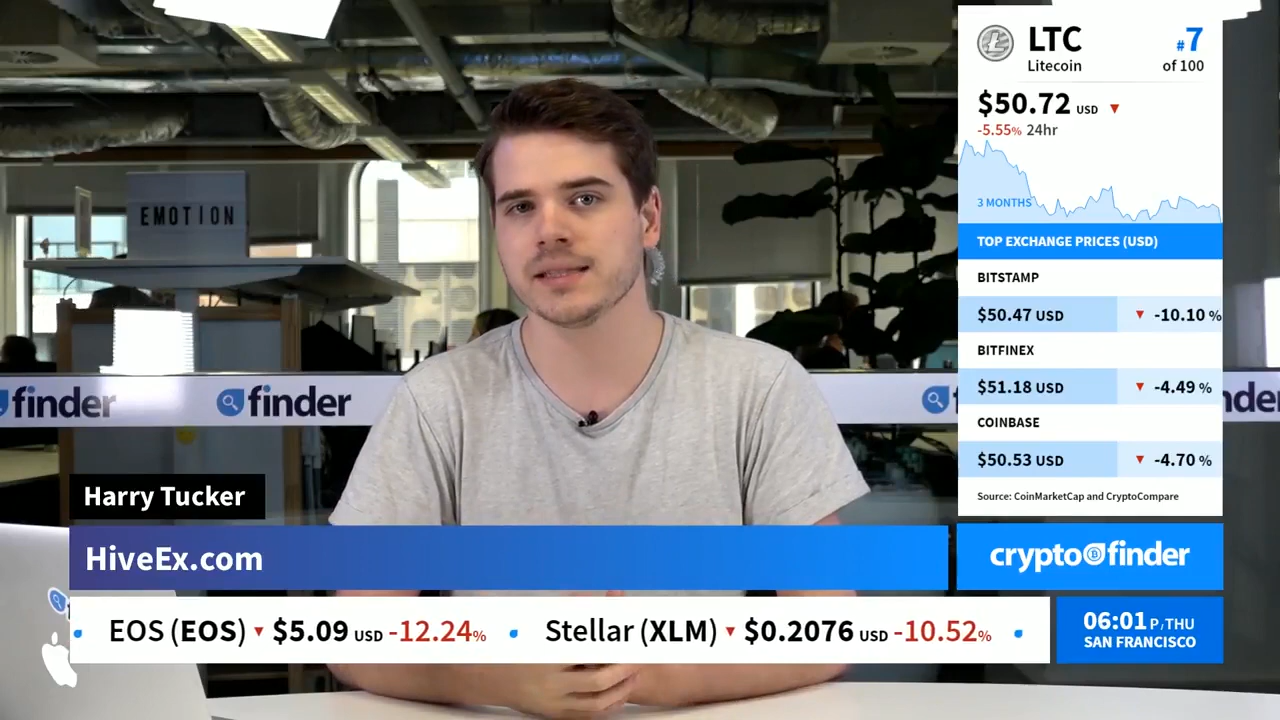 EMOTION
finder
finder
nder
Harry Tucker
HiveEx.com
EOS (EOS) ▼ $5.09 USD -12.24% • Stellar (XLM) ▼ $0.2076 USD -10.52% •
LTC
Litecoin
#7
of 100
$50.72 USD ▼
-5.55% 24hr
3 MONTHS
TOP EXCHANGE PRICES (USD)
BITSTAMP
$50.47 USD ▼ -10.10 %
BITFINEX
$51.18 USD ▼ -4.49 %
COINBASE
$50.53 USD ▼ -4.70 %
Source: CoinMarketCap and CryptoCompare
crypto finder
06:01 P/THU
SAN FRANCISCO